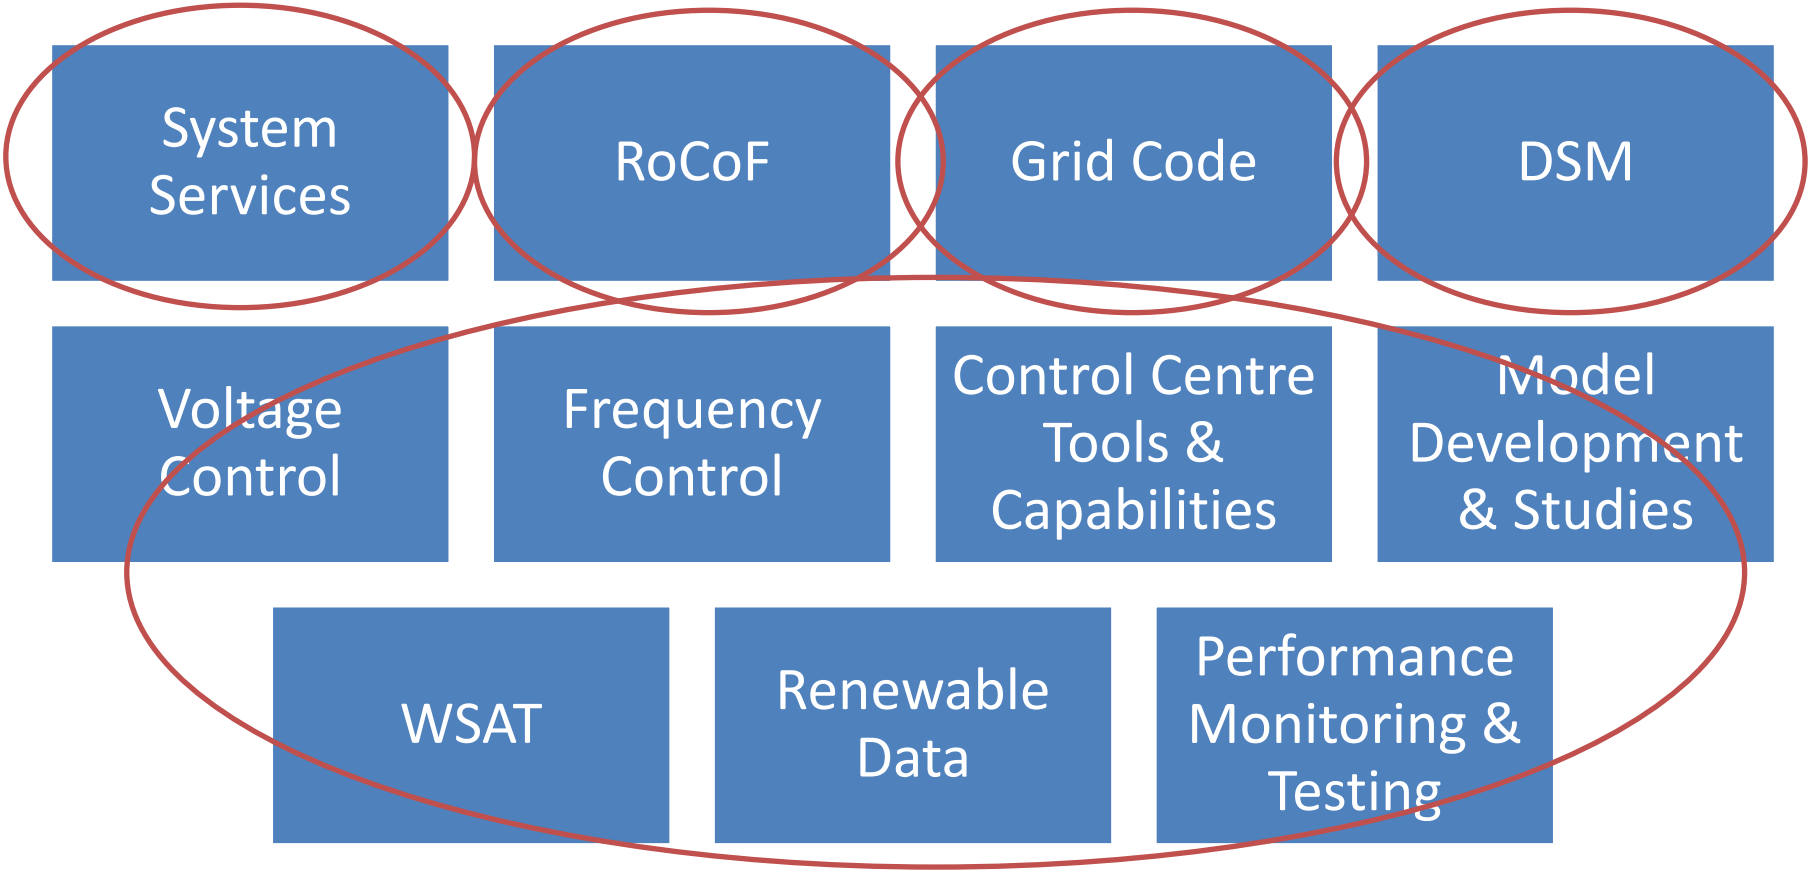 System
Services
RoCoF
Grid Code
DSM
Voltage
Control
Frequency
Control
Control Centre
Tools &
Capabilities
Model
Development
& Studies
WSAT
Renewable
Data
Performance
Monitoring &
Testing